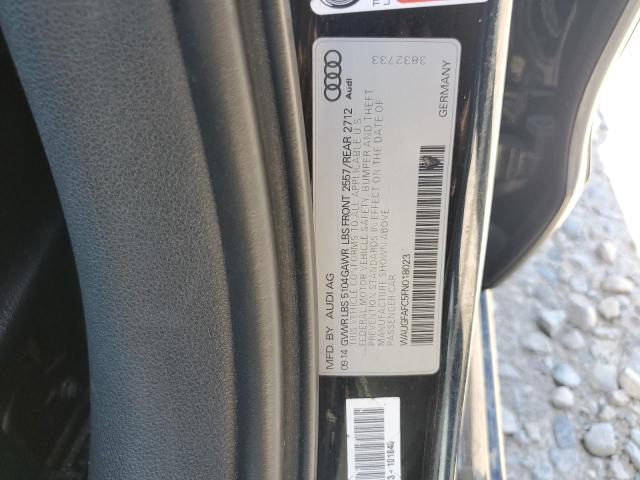 MFD BY AUDI AG
Audi
0914 GVWR LBS 5104 GAWR LBS FRONT 2557/REAR 2712
THIS VEHICLE CONFORMS TO ALL APPLICABLE U.S.
FEDERAL MOTOR VEHICLE SAFETY, BUMPER AND THEFT
PREVENTION STANDARDS IN EFFECT ON THE DATE OF
MANUFACTURE SHOWN ABOVE
PASSENGER CAR
3832733
WAUGFAFC5FN018023
GERMANY